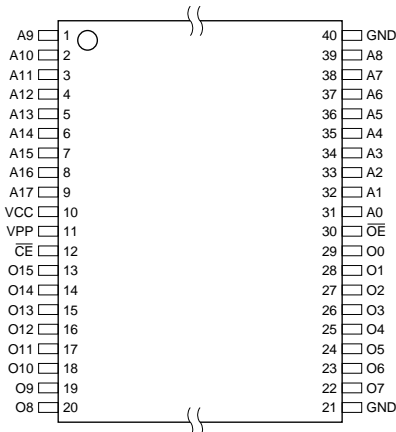 A9 1 40 GND
A10 2 39 A8
A11 3 38 A7
A12 4 37 A6
A13 5 36 A5
A14 6 35 A4
A15 7 34 A3
A16 8 33 A2
A17 9 32 A1
VCC 10 31 A0
VPP 11 30 O̅E̅
C̅E̅ 12 29 O0
O15 13 28 O1
O14 14 27 O2
O13 15 26 O3
O12 16 25 O4
O11 17 24 O5
O10 18 23 O6
O9 19 22 O7
O8 20 21 GND